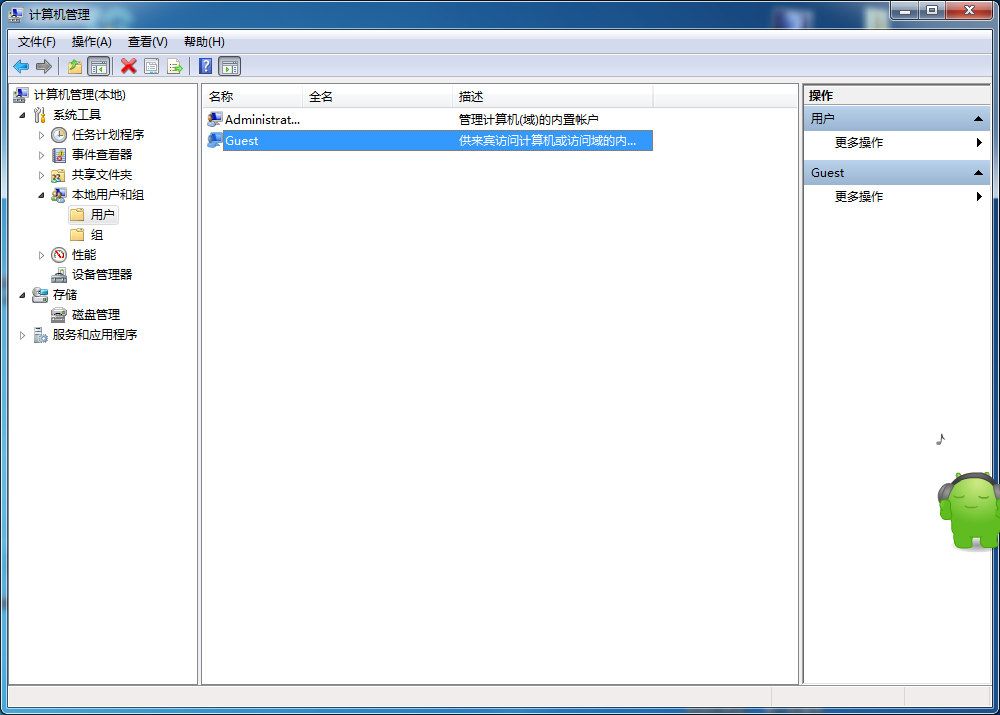 计算机管理
文件(F) 操作(A) 查看(V) 帮助(H)
计算机管理(本地)
系统工具
任务计划程序
事件查看器
共享文件夹
本地用户和组
用户
组
性能
设备管理器
存储
磁盘管理
服务和应用程序
名称 全名 描述
Administrat... 管理计算机(域)的内置帐户
Guest 供来宾访问计算机或访问域的内...
操作
用户
更多操作
Guest
更多操作